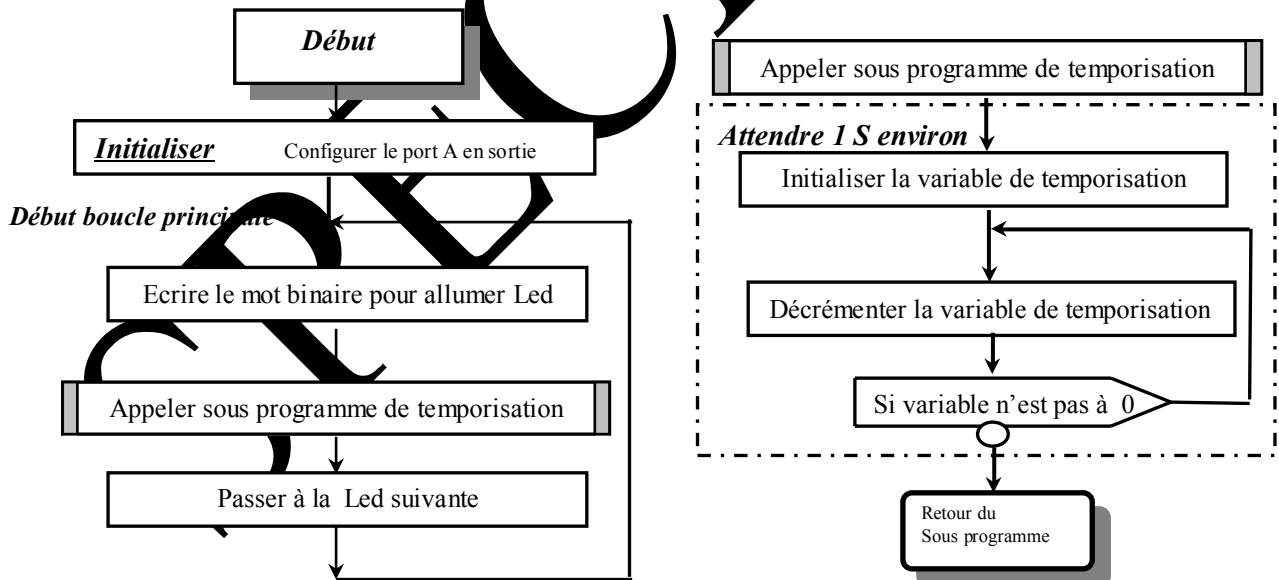 Début
Initialiser Configurer le port A en sortie
Début boucle principale
Ecrire le mot binaire pour allumer Led
Appeler sous programme de temporisation
Passer à la Led suivante
Appeler sous programme de temporisation
Attendre 1 S environ
Initialiser la variable de temporisation
Décrémenter la variable de temporisation
Si variable n'est pas à 0
Retour du
Sous programme